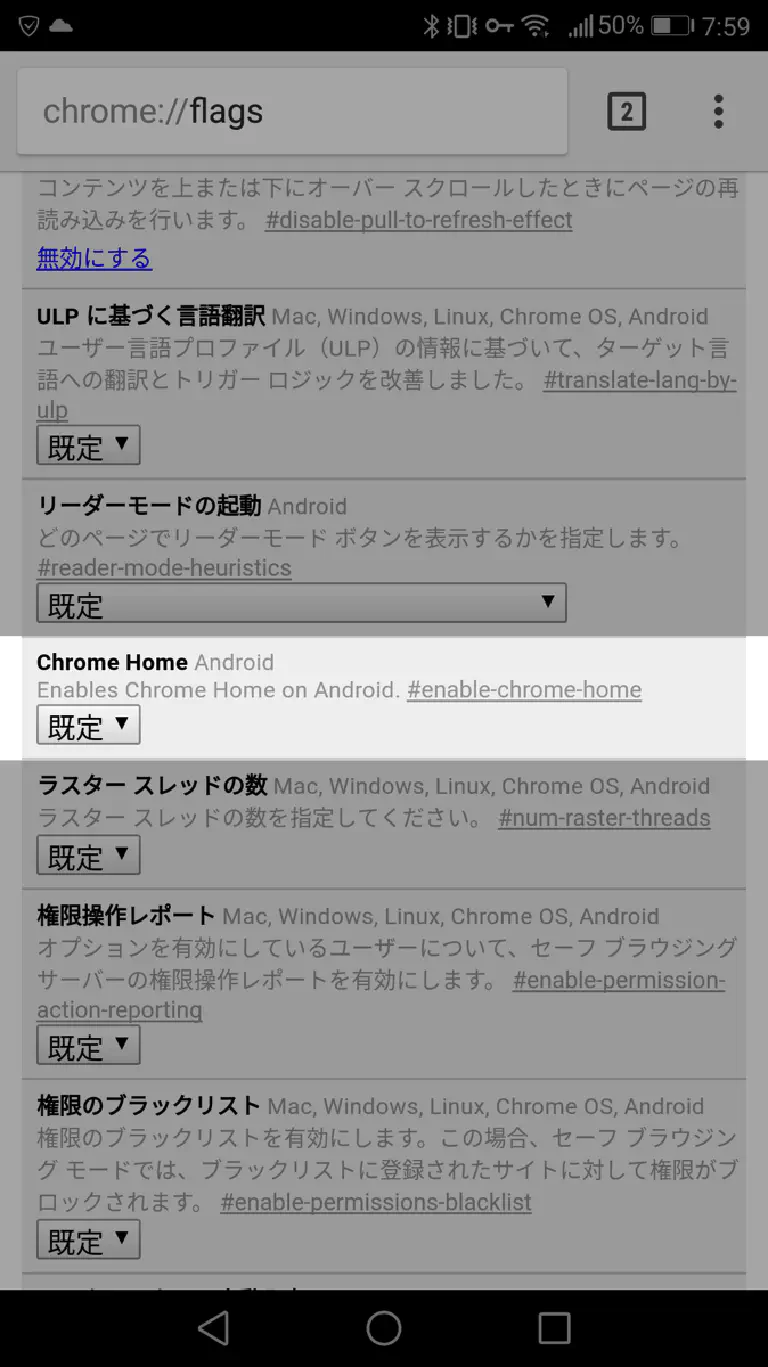 50% 7:59
chrome://flags
2
コンテンツを上または下にオーバー スクロールしたときにページの再
読み込みを行います。 #disable-pull-to-refresh-effect
無効にする
ULP に基づく言語翻訳 Mac, Windows, Linux, Chrome OS, Android
ユーザー言語プロファイル（ULP）の情報に基づいて、ターゲット言
語への翻訳とトリガー ロジックを改善しました。 #translate-lang-by-
ulp
既定
リーダーモードの起動 Android
どのページでリーダーモード ボタンを表示するかを指定します。
#reader-mode-heuristics
既定
Chrome Home Android
Enables Chrome Home on Android. #enable-chrome-home
既定
ラスター スレッドの数 Mac, Windows, Linux, Chrome OS, Android
ラスター スレッドの数を指定してください。 #num-raster-threads
既定
権限操作レポート Mac, Windows, Linux, Chrome OS, Android
オプションを有効にしているユーザーについて、セーフ ブラウジング
サーバーの権限操作レポートを有効にします。 #enable-permission-
action-reporting
既定
権限のブラックリスト Mac, Windows, Linux, Chrome OS, Android
権限のブラックリストを有効にします。この場合、セーフ ブラウジン
グ モードでは、ブラックリストに登録されたサイトに対して権限がブ
ロックされます。 #enable-permissions-blacklist
既定